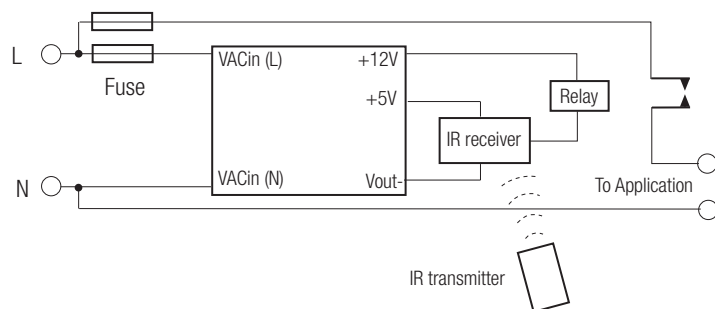 L
Fuse
VACin (L)
+12V
+5V
Relay
IR receiver
N
VACin (N)
Vout-
To Application
IR transmitter